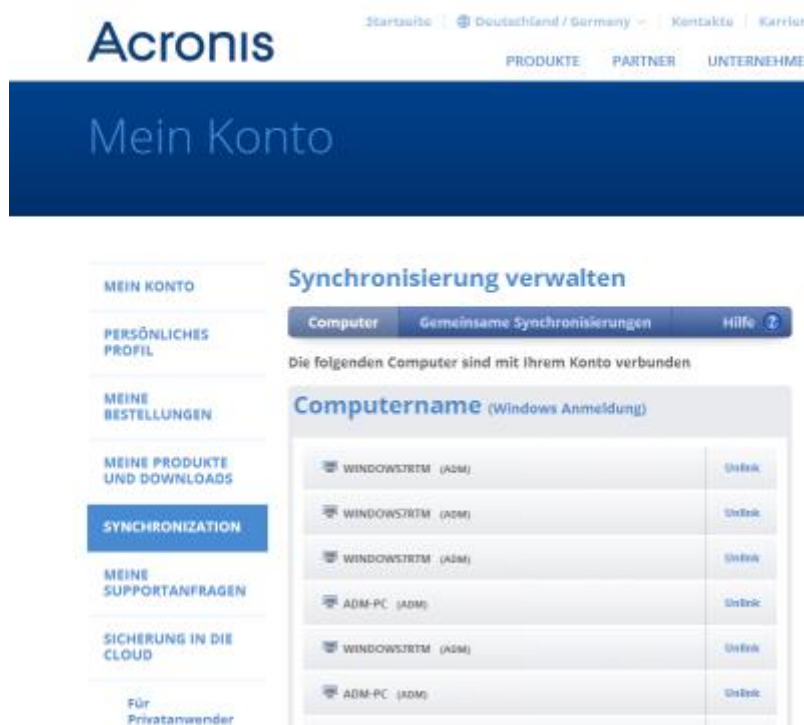 Acronis
Startseite Deutschland / Germany Kontakte
PRODUKTE PARTNER
Mein Konto
MEIN KONTO
PERSÖNLICHES
PROFIL
MEINE
BESTELLUNGEN
MEINE PRODUKTE
UND DOWNLOADS
SYNCHRONIZATION
MEINE
SUPPORTANFRAGEN
SICHERUNG IN DIE
CLOUD
Für
Privatanwender
Synchronisierung verwalten
Computer Gemeinsame Synchronisierungen Hilfe ?
Die folgenden Computer sind mit Ihrem Konto verbunden
Computername (Windows Anmeldung)
WINDOWS7RTM (ADM) Unlink
WINDOWS7RTM (ADM) Unlink
WINDOWS7RTM (ADM) Unlink
ADM-PC (ADM) Unlink
WINDOWS7RTM (ADM) Unlink
ADM-PC (ADM) Unlink